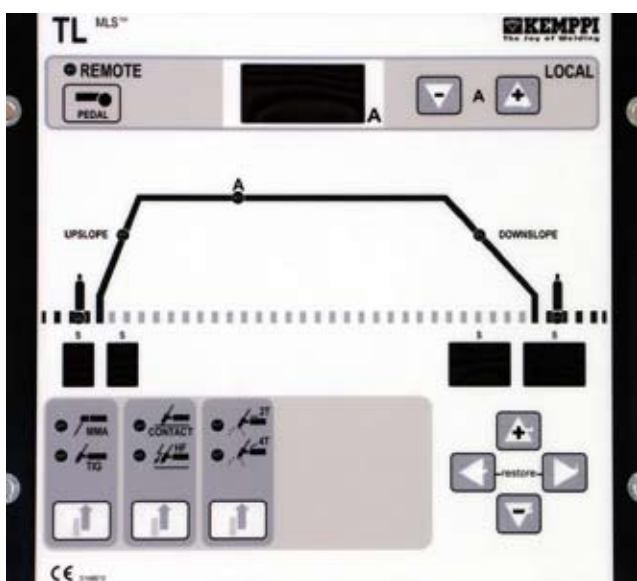 TL MLS™
KEMPPI
The Joy of Welding
REMOTE
LOCAL
PEDAL
A
- A +
A
UPSLOPE
DOWNSLOPE
S S S S
MMA
CONTACT
2T
TIG
HF
4T
+
restore
-
CE